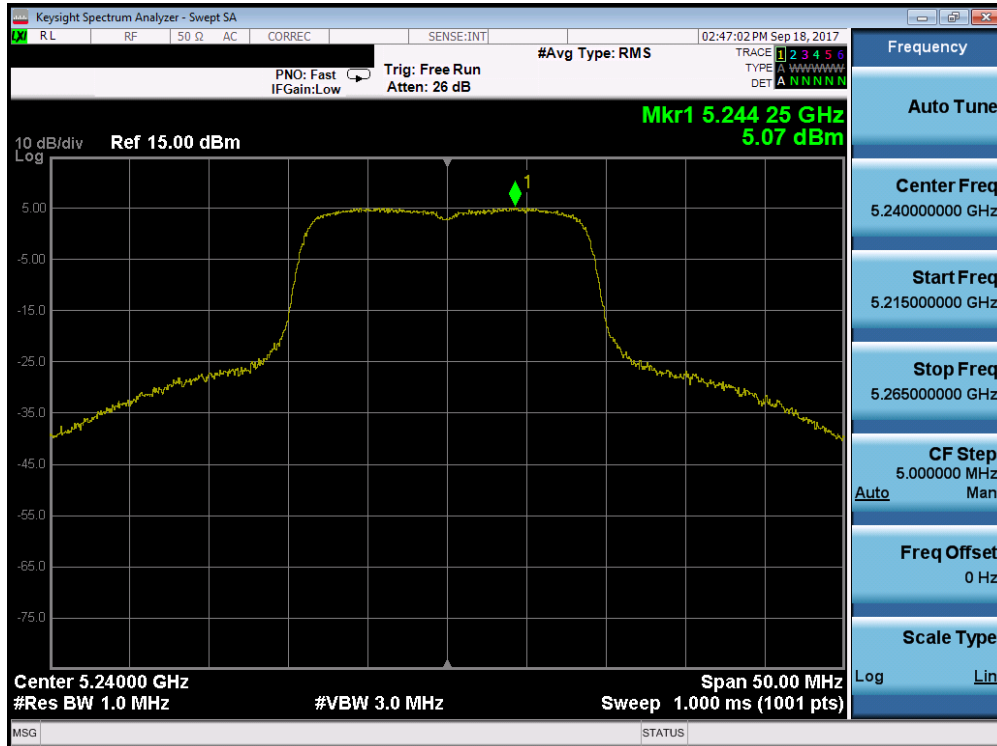 Keysight Spectrum Analyzer - Swept SA
LXI RL RF 50 Ω AC CORREC SENSE:INT 02:47:02 PM Sep 18, 2017
#Avg Type: RMS
TRACE 1 2 3 4 5 6
PNO: Fast Trig: Free Run
TYPE A WWWWW
IFGain:Low Atten: 26 dB
DET A N N N N N
Mkr1 5.244 25 GHz
5.07 dBm
10 dB/div Ref 15.00 dBm
Log
1
5.00
-5.00
-15.0
-25.0
-35.0
-45.0
-55.0
-65.0
-75.0
Center 5.24000 GHz Span 50.00 MHz
#Res BW 1.0 MHz #VBW 3.0 MHz Sweep 1.000 ms (1001 pts)
MSG STATUS
Frequency
Auto Tune
Center Freq
5.240000000 GHz
Start Freq
5.215000000 GHz
Stop Freq
5.265000000 GHz
CF Step
5.000000 MHz
Auto Man
Freq Offset
0 Hz
Scale Type
Log Lin